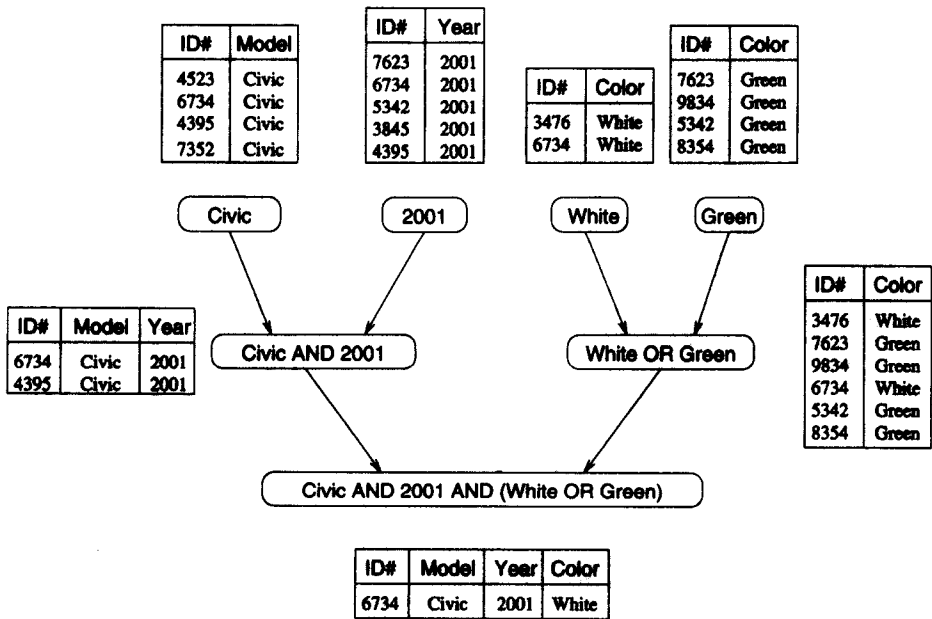 ID# Model
4523 Civic
6734 Civic
4395 Civic
7352 Civic
ID# Year
7623 2001
6734 2001
5342 2001
3845 2001
4395 2001
ID# Color
3476 White
6734 White
ID# Color
7623 Green
9834 Green
5342 Green
8354 Green
Civic
2001
White
Green
ID# Model Year
6734 Civic 2001
4395 Civic 2001
Civic AND 2001
White OR Green
ID# Color
3476 White
7623 Green
9834 Green
6734 White
5342 Green
8354 Green
Civic AND 2001 AND (White OR Green)
ID# Model Year Color
6734 Civic 2001 White